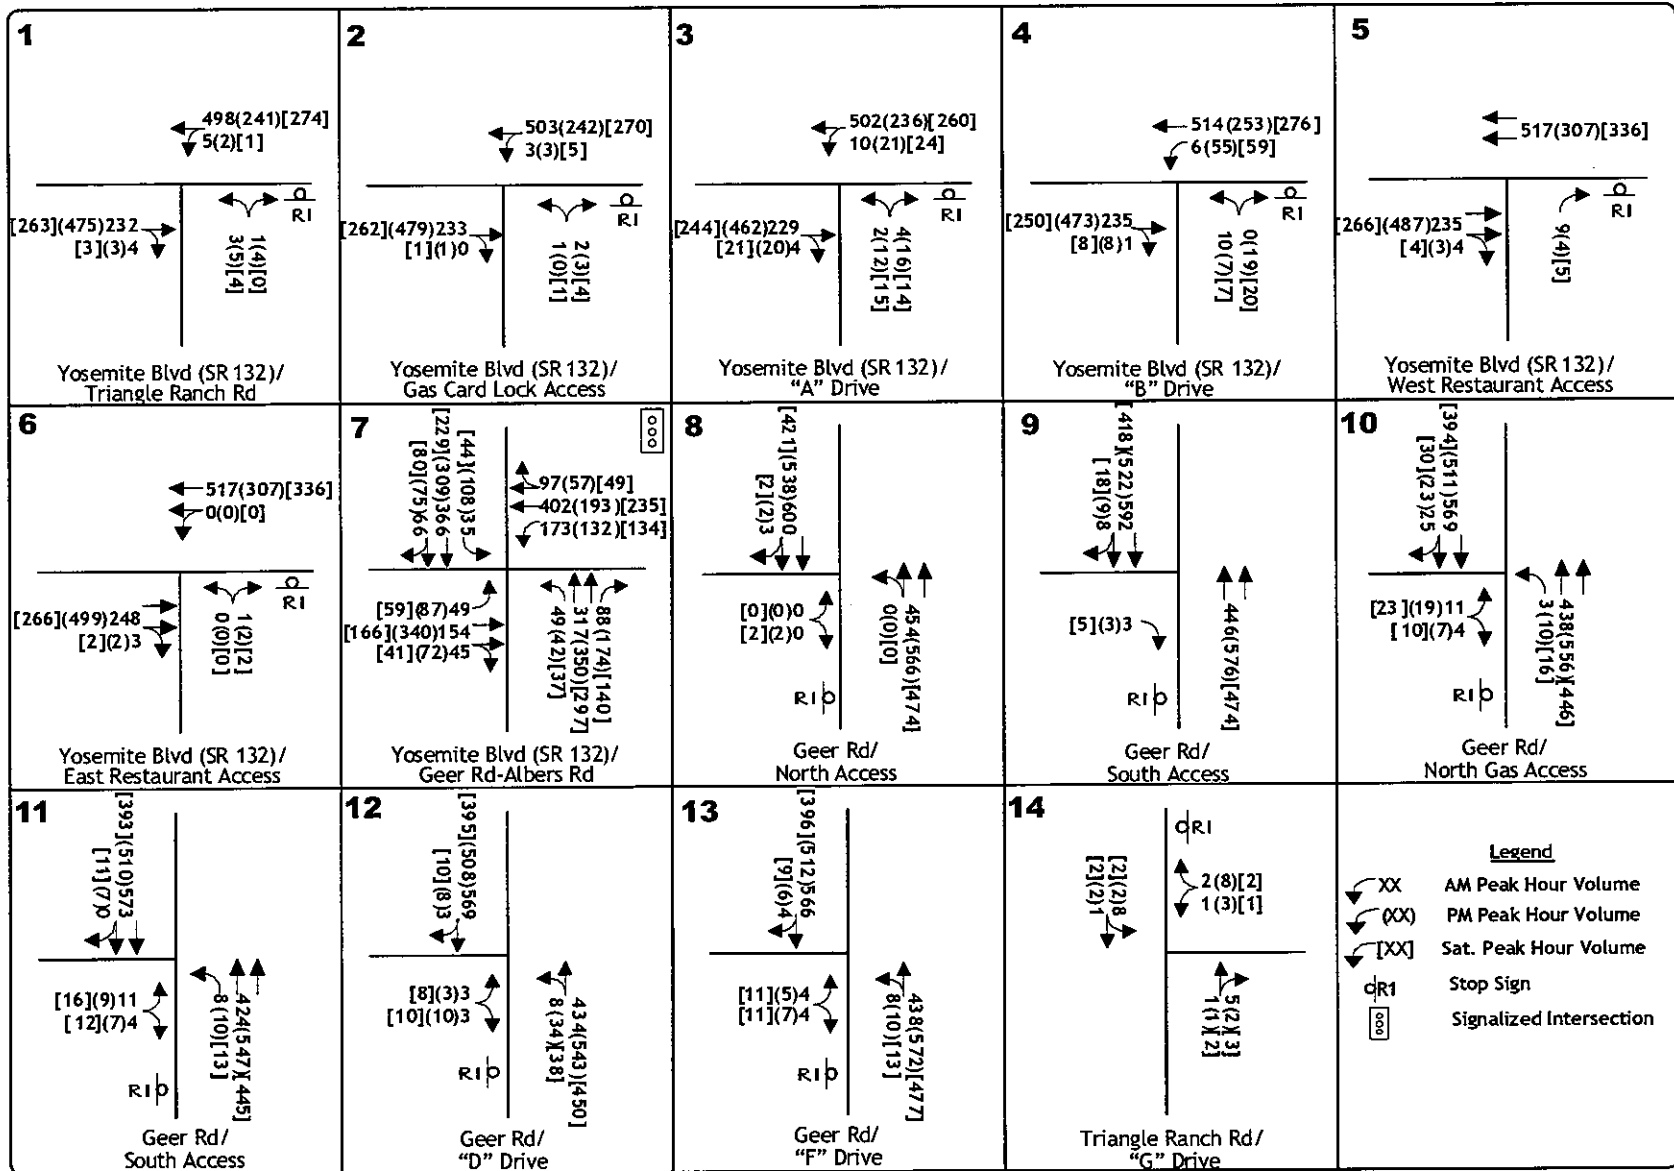 1
498(241)[274]
5(2)[1]
R1
[263](475)232
[3](3)4
1(4)[0]
3(5)[4]
Yosemite Blvd (SR 132)/
Triangle Ranch Rd
2
503(242)[270]
3(3)[5]
R1
[262](479)233
[1](1)0
2(3)[4]
1(0)[1]
Yosemite Blvd (SR 132)/
Gas Card Lock Access
3
502(236)[260]
10(21)[24]
R1
[244](462)229
[21](20)4
4(16)[14]
2(12)[15]
Yosemite Blvd (SR 132)/
"A" Drive
4
514(253)[276]
6(55)[59]
R1
[250](473)235
[8](8)1
0(19)[20]
10(7)[7]
Yosemite Blvd (SR 132)/
"B" Drive
5
517(307)[336]
R1
[266](487)235
[4](3)4
9(4)[5]
Yosemite Blvd (SR 132)/
West Restaurant Access
6
517(307)[336]
0(0)[0]
R1
[266](499)248
[2](2)3
1(2)[2]
0(0)[0]
Yosemite Blvd (SR 132)/
East Restaurant Access
7
[44](108)35
[229](309)366
[80](75)66
97(57)[49]
402(193)[235]
173(132)[134]
[59](87)49
[166](340)154
[41](72)45
88(174)[140]
317(350)[297]
49(42)[37]
Yosemite Blvd (SR 132)/
Geer Rd-Albers Rd
8
[421](538)600
[2](2)3
[0](0)0
[2](2)0
454(566)[474]
0(0)[0]
R1
Geer Rd/
North Access
9
[418](522)592
[18](9)8
[5](3)3
446(576)[474]
R1
Geer Rd/
South Access
10
[394](511)569
[30](23)25
[23](19)11
[10](7)4
438(556)[446]
3(10)[16]
R1
Geer Rd/
North Gas Access
11
[393](510)573
[11](7)0
[16](9)11
[12](7)4
424(547)[445]
8(10)[13]
R1
Geer Rd/
South Access
12
[395](508)569
[10](8)3
[8](3)3
[10](10)3
434(543)[450]
8(34)[38]
R1
Geer Rd/
"D" Drive
13
[396](512)566
[9](6)4
[11](5)4
[11](7)4
438(572)[477]
8(10)[13]
R1
Geer Rd/
"F" Drive
14
R1
[2](2)8
[2](2)1
2(8)[2]
1(3)[1]
5(2)[3]
1(1)[2]
Triangle Ranch Rd/
"G" Drive
Legend
XX AM Peak Hour Volume
(XX) PM Peak Hour Volume
[XX] Sat. Peak Hour Volume
R1 Stop Sign
Signalized Intersection